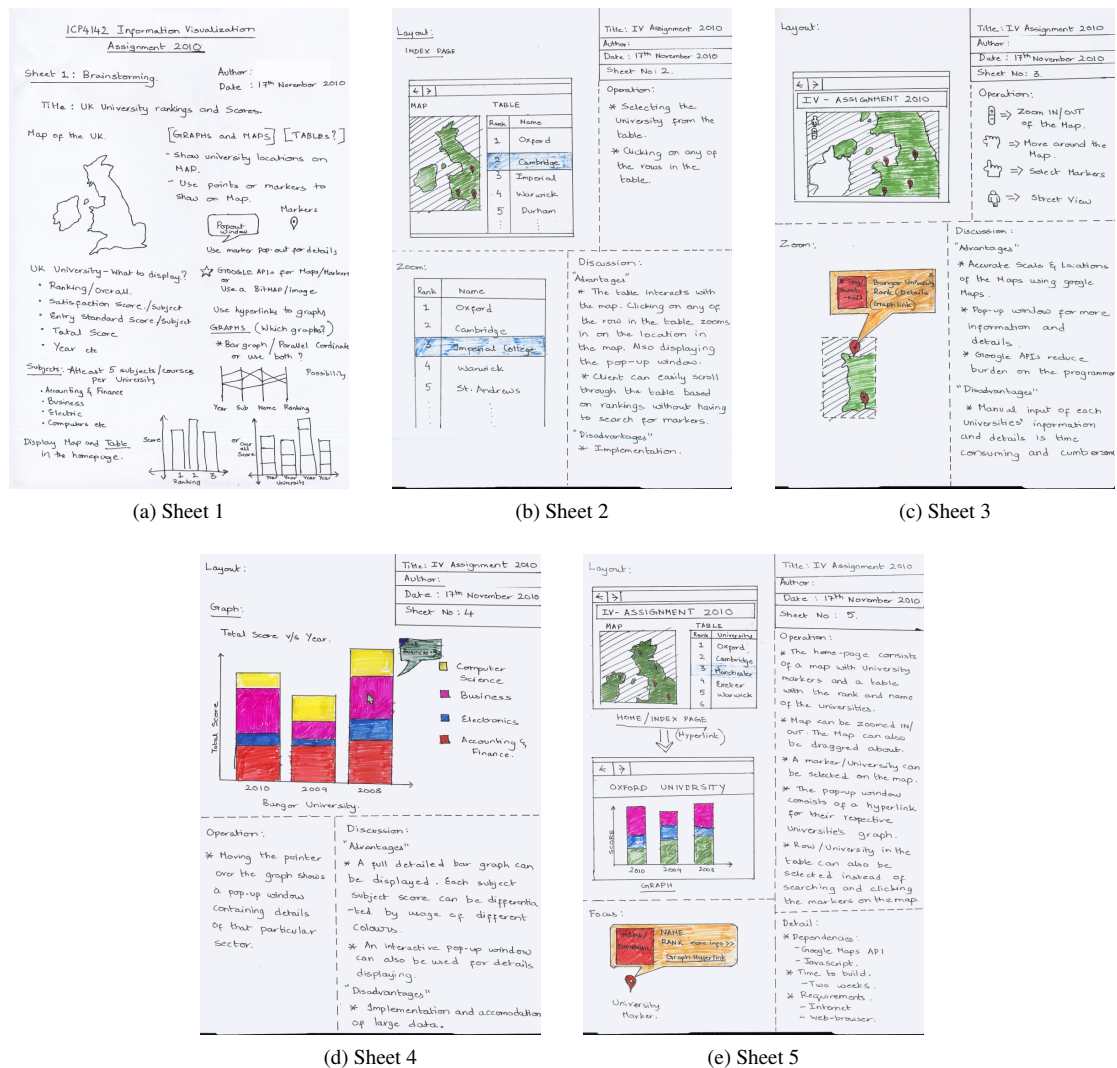 ICP4142 Information Visualization
Assignment 2010
Sheet 1: Brainstorming.
Author:
Date : 17th November 2010
Title : UK University rankings and Scores.
Map of the UK.
[GRAPHS and MAPS] [TABLES?]
- Show university locations on
MAP.
- Use points or markers to
show on Map.
Popout
window
Markers
Use marker pop-out for details
UK University - What to display?
• Ranking/Overall.
• Satisfaction Score./Subject
• Entry Standard Score/Subject
• Total Score
• Year etc
☆ GOOGLE APIs for Maps/Markers
or
Use a BITMAP/image
Use hyperlink to graphs
GRAPHS (Which graphs?)
* Bar graph / Parallel Cordinate
or use both ?
Subjects: Atleast 5 subjects/courses
per University
• Accounting & Finance
• Business
• Electric
• Computers etc
Possibility
Year Sub Name Ranking
Display Map and Table
in the homepage.
Score
1 2 3
Ranking
or
Over
all
Score
Year Year Year Year
University
(a) Sheet 1
Layout:
INDEX PAGE
Title: IV Assignment 2010
Author:
Date : 17th November 2010
Sheet No: 2.
MAP
TABLE
Rank Name
1 Oxford
2 Cambridge
3 Imperial
4 Warwick
5 Durham
Operation:
* Selecting the
university from the
table.
* Clicking on any of
the rows in the
table
Zoom:
Rank Name
1 Oxford
2 Cambridge
3 Imperial College
4 Warwick
5 St. Andrews
Discussion:
"Advantages"
* The table interacts with
the map. Clicking on any of
the row in the table zooms
in on the location in
the map. Also displaying
the pop-up window.
* Client can easily scroll
through the table based
on rankings without having
to search for markers.
"Disadvantages"
* Implementation.
(b) Sheet 2
Layout:
Title: IV Assignment 2010
Author:
Date : 17th November 2010
Sheet No: 3.
IV - ASSIGNMENT 2010
Operation:
=> Zoom IN/OUT
of the Map.
=> Move around the
Map.
=> Select Markers
=> Street View
Zoom:
Bangor University
Rank (Details
(Graph link)
Discussion:
"Advantages"
* Accurate Scale & Locations
of the Maps using google
Maps.
* Pop-up window for more
information and
details.
* Google APIs reduce
burden on the programmer
"Disadvantages"
* Manual input of each
Universities' information
and details is time
consuming and cumbersome
(c) Sheet 3
Layout:
Title: IV Assignment 2010
Author:
Date : 17th November 2010
Sheet No : 4
Graph:
Total Score v/s Year.
Total Score
Computer
Science
Business
Electronics
Accounting &
Finance.
2010 2009 2008
Bangor University.
Operation:
* Moving the pointer
over the graph shows
a pop-up window
containing details
of that particular
sector.
Discussion:
"Advantages"
* A full detailed bar graph can
be displayed. Each subject
subject score can be differentia
-ted by usage of different
colours.
* An interactive pop-up window
can also be used for details
displaying.
"Disadvantages"
* Implementation and accomodation
of large data.
(d) Sheet 4
Layout:
Title: IV Assignment 2010
Author:
Date : 17th November 2010
Sheet No : 5.
IV- ASSIGNMENT 2010
MAP
TABLE
Rank University
1 Oxford
2 Cambridge
3 Manchester
4 Exeter
5 Warwick
6
HOME/INDEX PAGE
(Hyperlink)
OXFORD UNIVERSITY
SCORE
2010 2009 2008
GRAPH
Operation:
* The home-page consists
of a map with University
markers and a table
with the rank and name
of the universities.
* Map can be zoomed IN/
OUT. The Map can also
be draggrd about.
* A marker/University can
be selected on the map.
* The pop-up window
consists of a hyperlink
for their respective
Universitie's graph.
* Row/University in the
table can also be
selected instead of
searching and clicking
the markers on the map.
Focus:
NAME
RANK more info>>
Graph Hyperlink
University
Marker.
Detail:
* Dependencies:
- Google Maps API
- Javascript.
* Time to build.
- Two weeks.
* Requirements.
- Internet
- Web-browser.
(e) Sheet 5